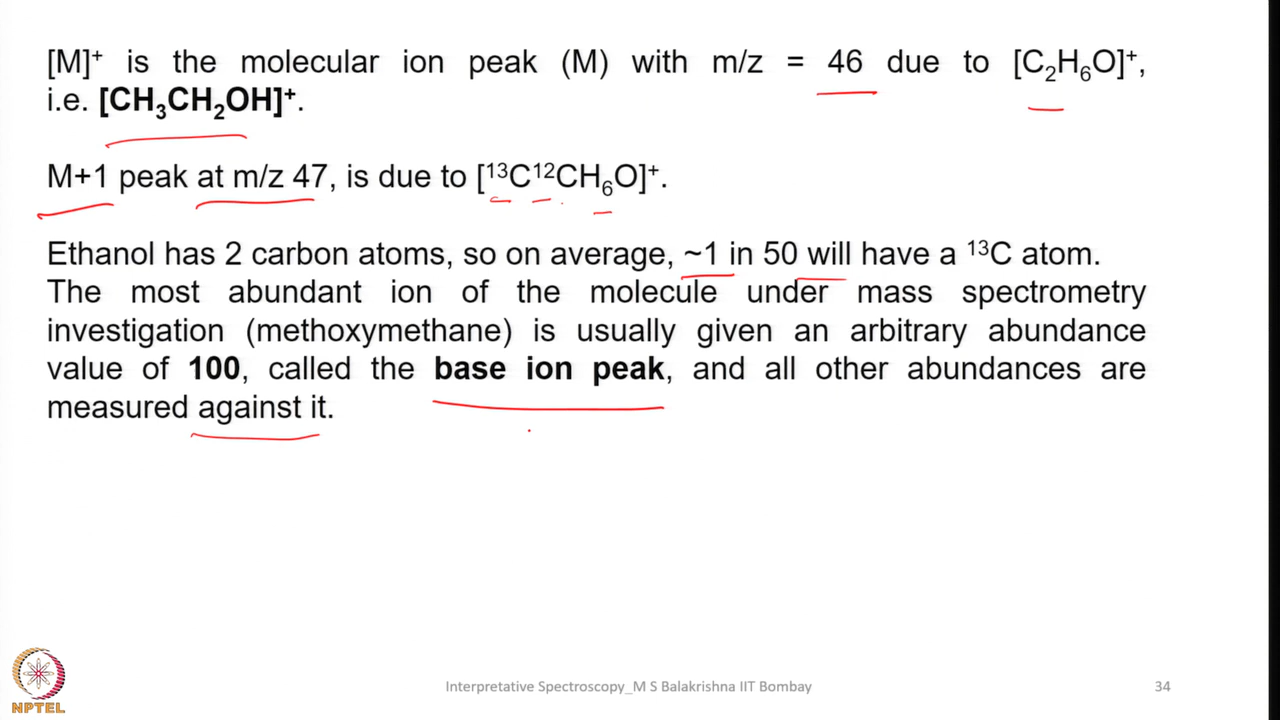 [M]⁺ is the molecular ion peak (M) with m/z = 46 due to [C₂H₆O]⁺,
i.e. [CH₃CH₂OH]⁺.
M+1 peak at m/z 47, is due to [¹³C¹²CH₆O]⁺.
Ethanol has 2 carbon atoms, so on average, ~1 in 50 will have a ¹³C atom.
The most abundant ion of the molecule under mass spectrometry
investigation (methoxymethane) is usually given an arbitrary abundance
value of 100, called the base ion peak, and all other abundances are
measured against it.
NPTEL
Interpretative Spectroscopy_M S Balakrishna IIT Bombay
34